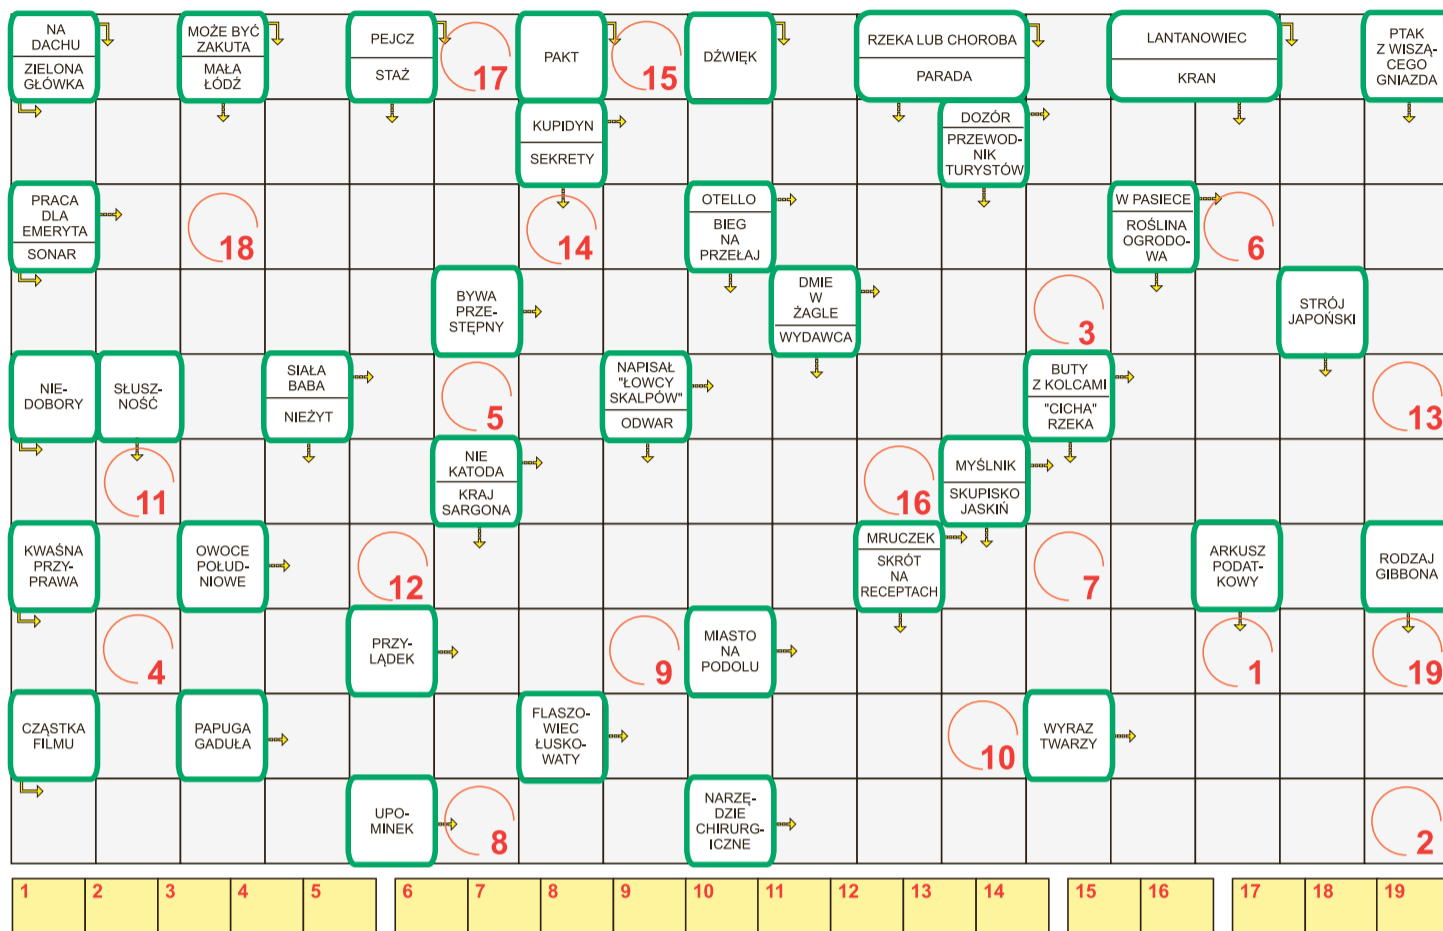 NA
DACHU
ZIELONA
GŁÓWKA
MOŻE BYĆ
ZAKUTA
MAŁA
ŁÓDŹ
PEJCZ
STAŻ
17
PAKT
15
DŹWIĘK
RZEKA LUB CHOROBA
PARADA
LANTANOWIEC
KRAN
PTAK
Z WISZĄ-
CEGO
GNIAZDA
KUPIDYN
SEKRETY
DOZÓR
PRZEWOD-
NIK
TURYSTÓW
PRACA
DLA
EMERYTA
SONAR
18
14
OTELLO
BIEG
NA
PRZEŁAJ
W PASIECE
ROŚLINA
OGRODO-
WA
6
BYWA
PRZE-
STĘPNY
DMIE
W
ŻAGLE
WYDAWCA
3
STRÓJ
JAPOŃSKI
NIE-
DOBORY
SŁUSZ-
NOŚĆ
SIAŁA
BABA
NIEŻYT
5
NAPISAŁ
"ŁOWCY
SKALPÓW"
ODWAR
BUTY
Z KOLCAMI
"CICHA"
RZEKA
13
11
NIE
KATODA
KRAJ
SARGONA
16
MYŚLNIK
SKUPISKO
JASKIŃ
KWAŚNA
PRZY-
PRAWA
OWOCE
POŁUD-
NIOWE
12
MRUCZEK
SKRÓT
NA
RECEPTACH
7
ARKUSZ
PODAT-
KOWY
RODZAJ
GIBBONA
4
PRZY-
LĄDEK
9
MIASTO
NA
PODOLU
1
19
CZĄSTKA
FILMU
PAPUGA
GADUŁA
FLASZO-
WIEC
ŁUSKO-
WATY
10
WYRAZ
TWARZY
UPO-
MINEK
8
NARZĘ-
DZIE
CHIRURG-
ICZNE
2
1 2 3 4 5 6 7 8 9 10 11 12 13 14 15 16 17 18 19